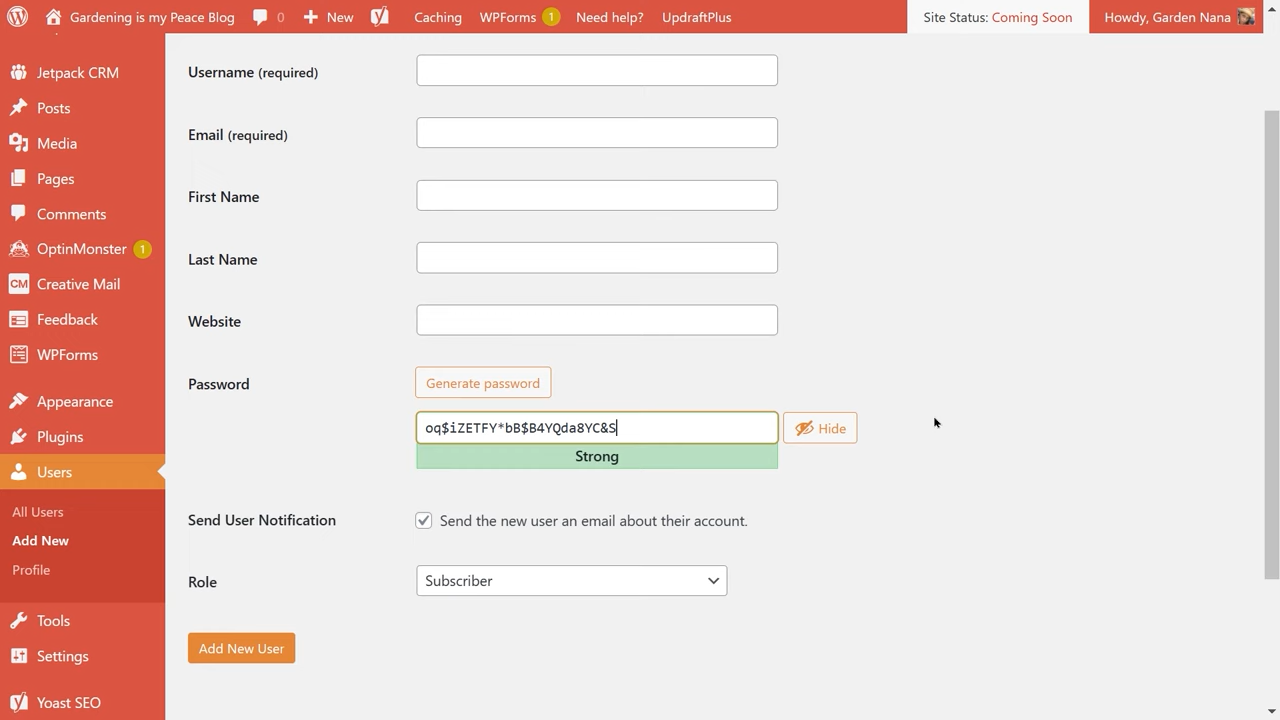 Gardening is my Peace Blog 0 New Caching WPForms 1 Need help? UpdraftPlus Site Status: Coming Soon Howdy, Garden Nana
Jetpack CRM
Posts
Media
Pages
Comments
OptinMonster 1
CM Creative Mail
Feedback
WPForms
Appearance
Plugins
Users
All Users
Add New
Profile
Tools
Settings
Yoast SEO
Username (required)
Email (required)
First Name
Last Name
Website
Password
Generate password
oq$iZETFY*bB$B4YQda8YC&S
Hide
Strong
Send User Notification
Send the new user an email about their account.
Role
Subscriber
Add New User